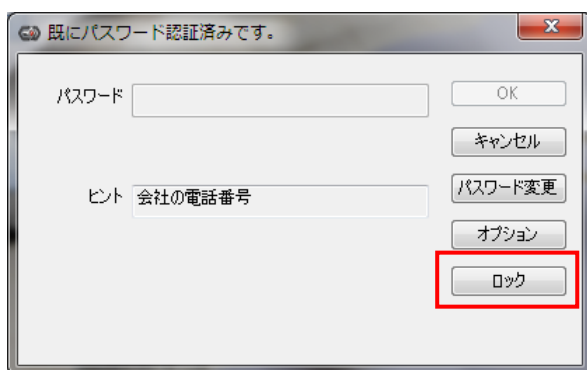 既にパスワード認証済みです。
パスワード
OK
キャンセル
ヒント 会社の電話番号
パスワード変更
オプション
ロック